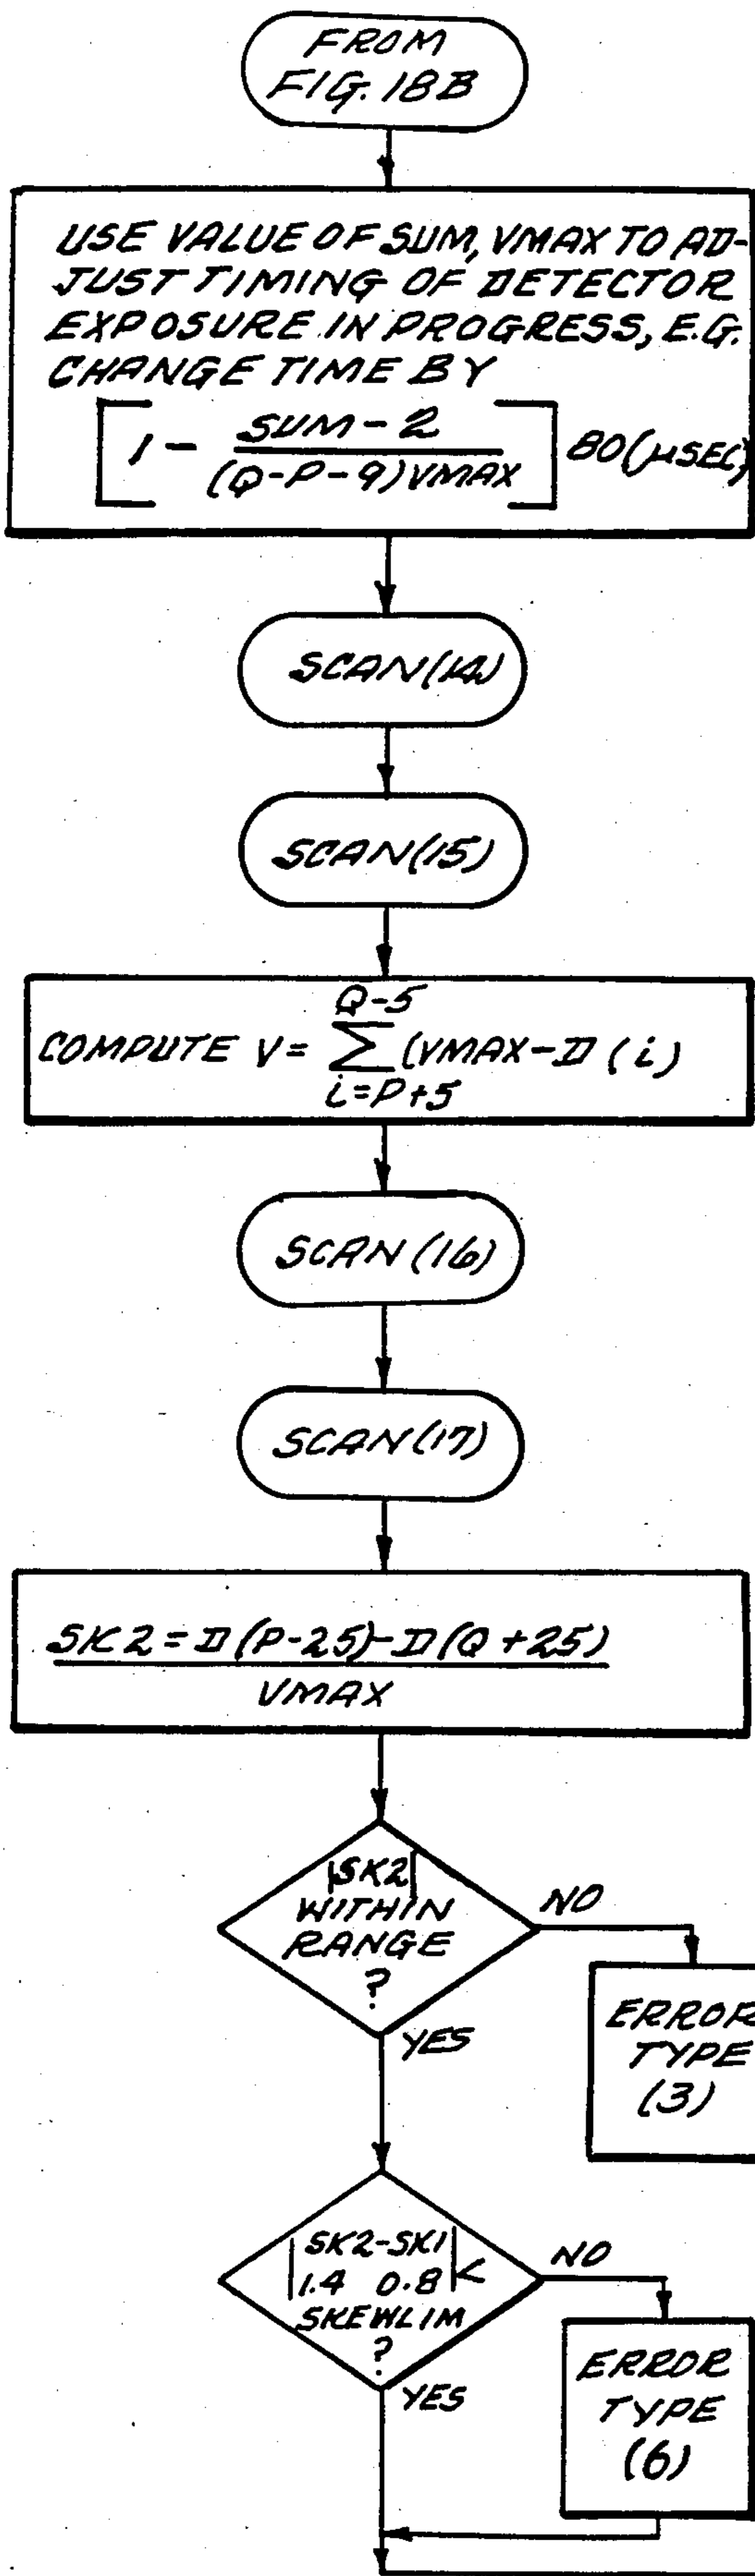 FROM
FIG. 18B
USE VALUE OF SUM, VMAX TO AD-
JUST TIMING OF DETECTOR
EXPOSURE IN PROGRESS, E.G.
CHANGE TIME BY
[1 - SUM-2 / (Q-P-9)VMAX] 80(μSEC)
SCAN(14)
SCAN(15)
Q-5
COMPUTE V= ∑ (VMAX-D (i)
i=P+5
SCAN(16)
SCAN(17)
SK2=D(P-25)-D(Q+25)
VMAX
|SK2|
WITHIN
RANGE
?
NO
YES
ERROR
TYPE
(3)
|SK2-SK1
1.4 0.8|<
SKEWLIM
?
NO
YES
ERROR
TYPE
(6)